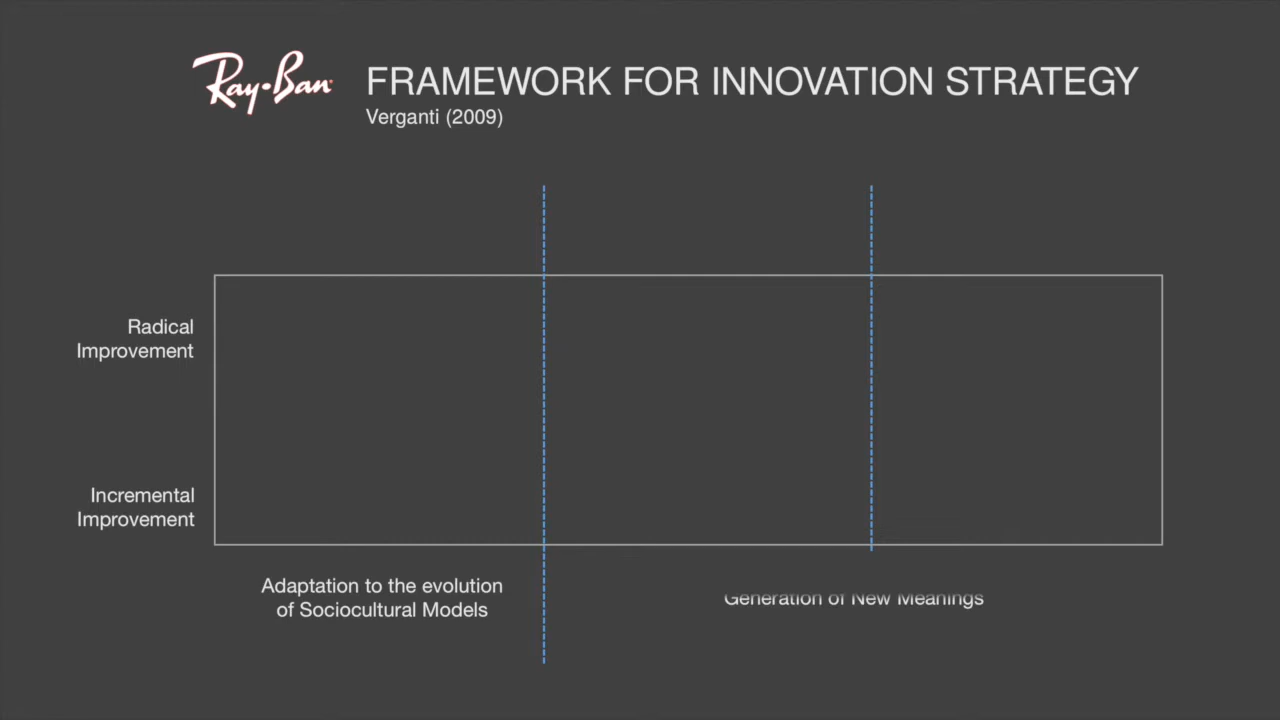 Ray-Ban
FRAMEWORK FOR INNOVATION STRATEGY
Verganti (2009)
Radical
Improvement
Incremental
Improvement
Adaptation to the evolution
of Sociocultural Models
Generation of New Meanings